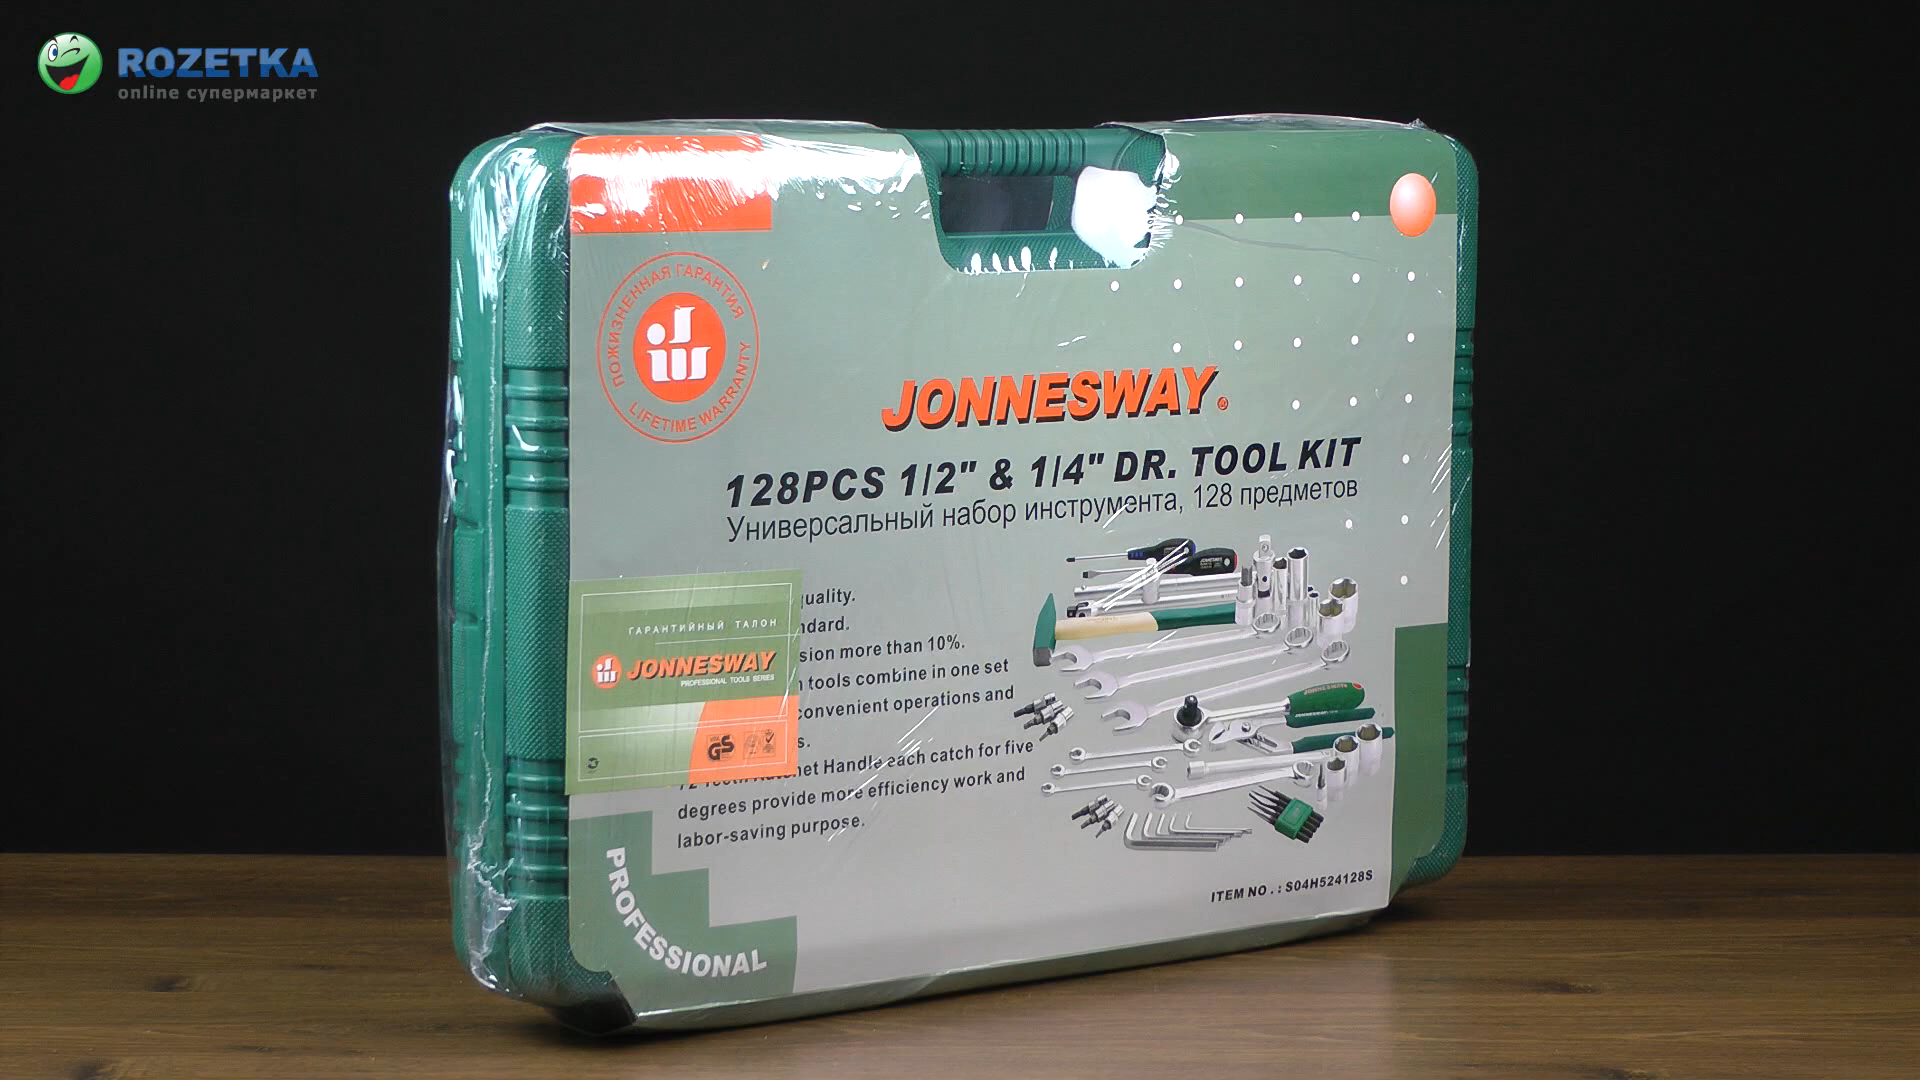 ROZETKA
online супермаркет
ПОЖИЗНЕННАЯ ГАРАНТИЯ
LIFETIME WARRANTY
JONNESWAY®
128PCS 1/2" & 1/4" DR. TOOL KIT
Универсальный набор инструмента, 128 предметов
ГАРАНТИЙНЫЙ ТАЛОН
JONNESWAY
PROFESSIONAL TOOLS SERIES
GS
more than 10%.
tools combine in one set
convenient operations and
Handle each catch for five
degrees provide more efficiency work and
labor-saving purpose.
JONNESWAY
PROFESSIONAL
ITEM NO.: S04H524128S